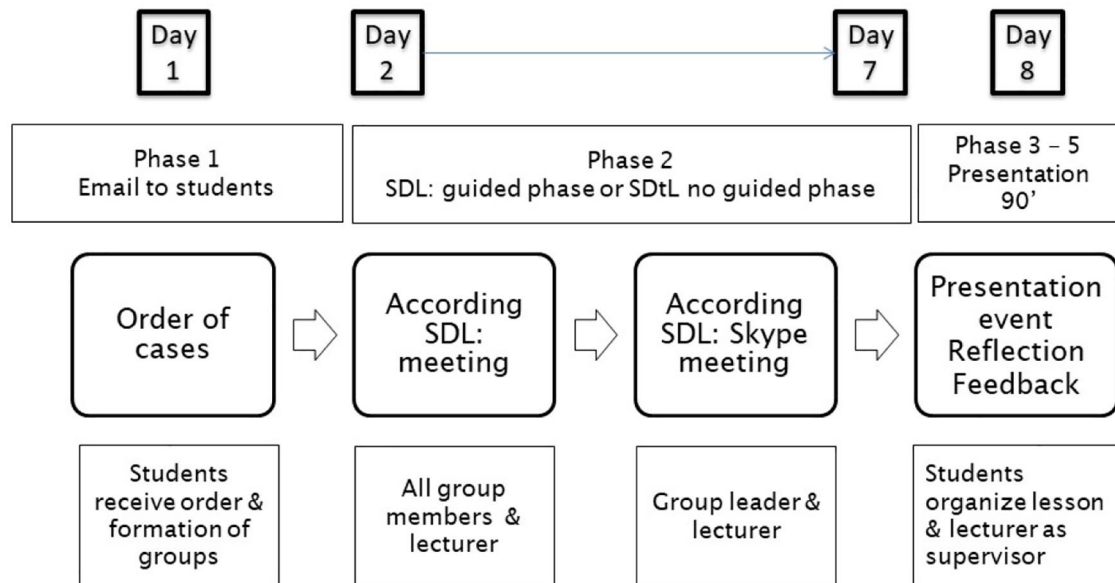 Day
1
Day
2
Day
7
Day
8
Phase 1
Email to students
Phase 2
SDL: guided phase or SDtL no guided phase
Phase 3 – 5
Presentation
90’
Order of
cases
According
SDL:
meeting
According
SDL: Skype
meeting
Presentation
event
Reflection
Feedback
Students
receive order &
formation of
groups
All group
members &
lecturer
Group leader &
lecturer
Students
organize lesson
& lecturer as
supervisor